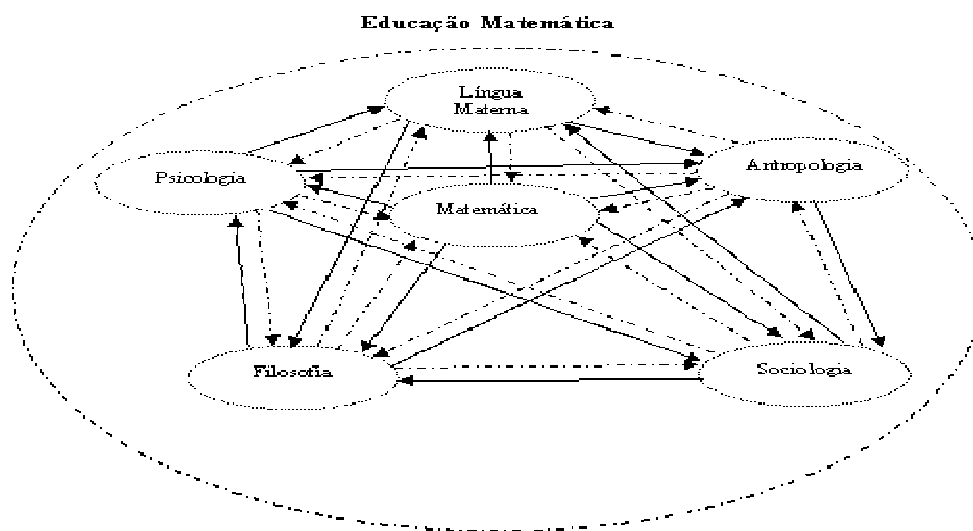 Educação Matemática
Língua
Materna
Psicologia
Antropologia
Matemática
Filosofia
Sociologia